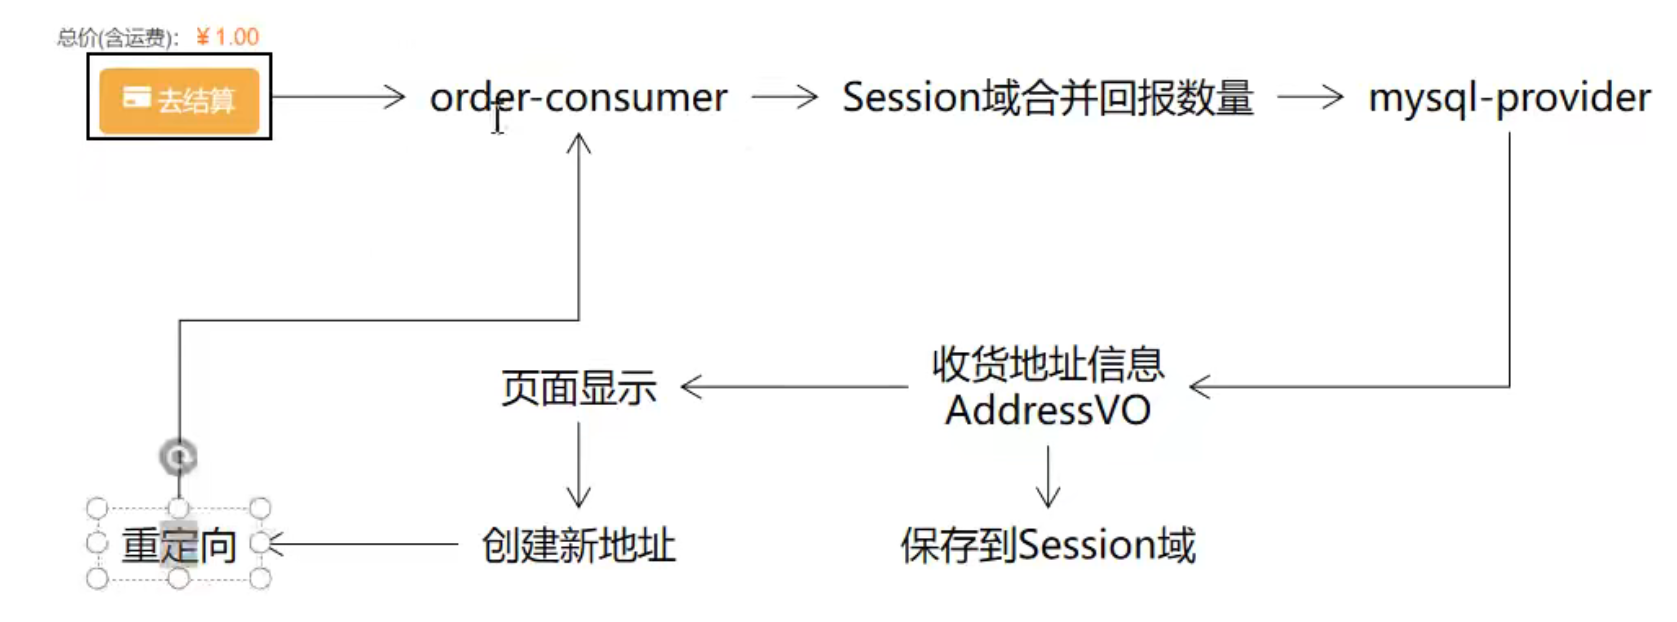 总价(含运费): ￥1.00
去结算
order-consumer
Session域合并回报数量
mysql-provider
页面显示
收货地址信息
AddressVO
重定向
创建新地址
保存到Session域